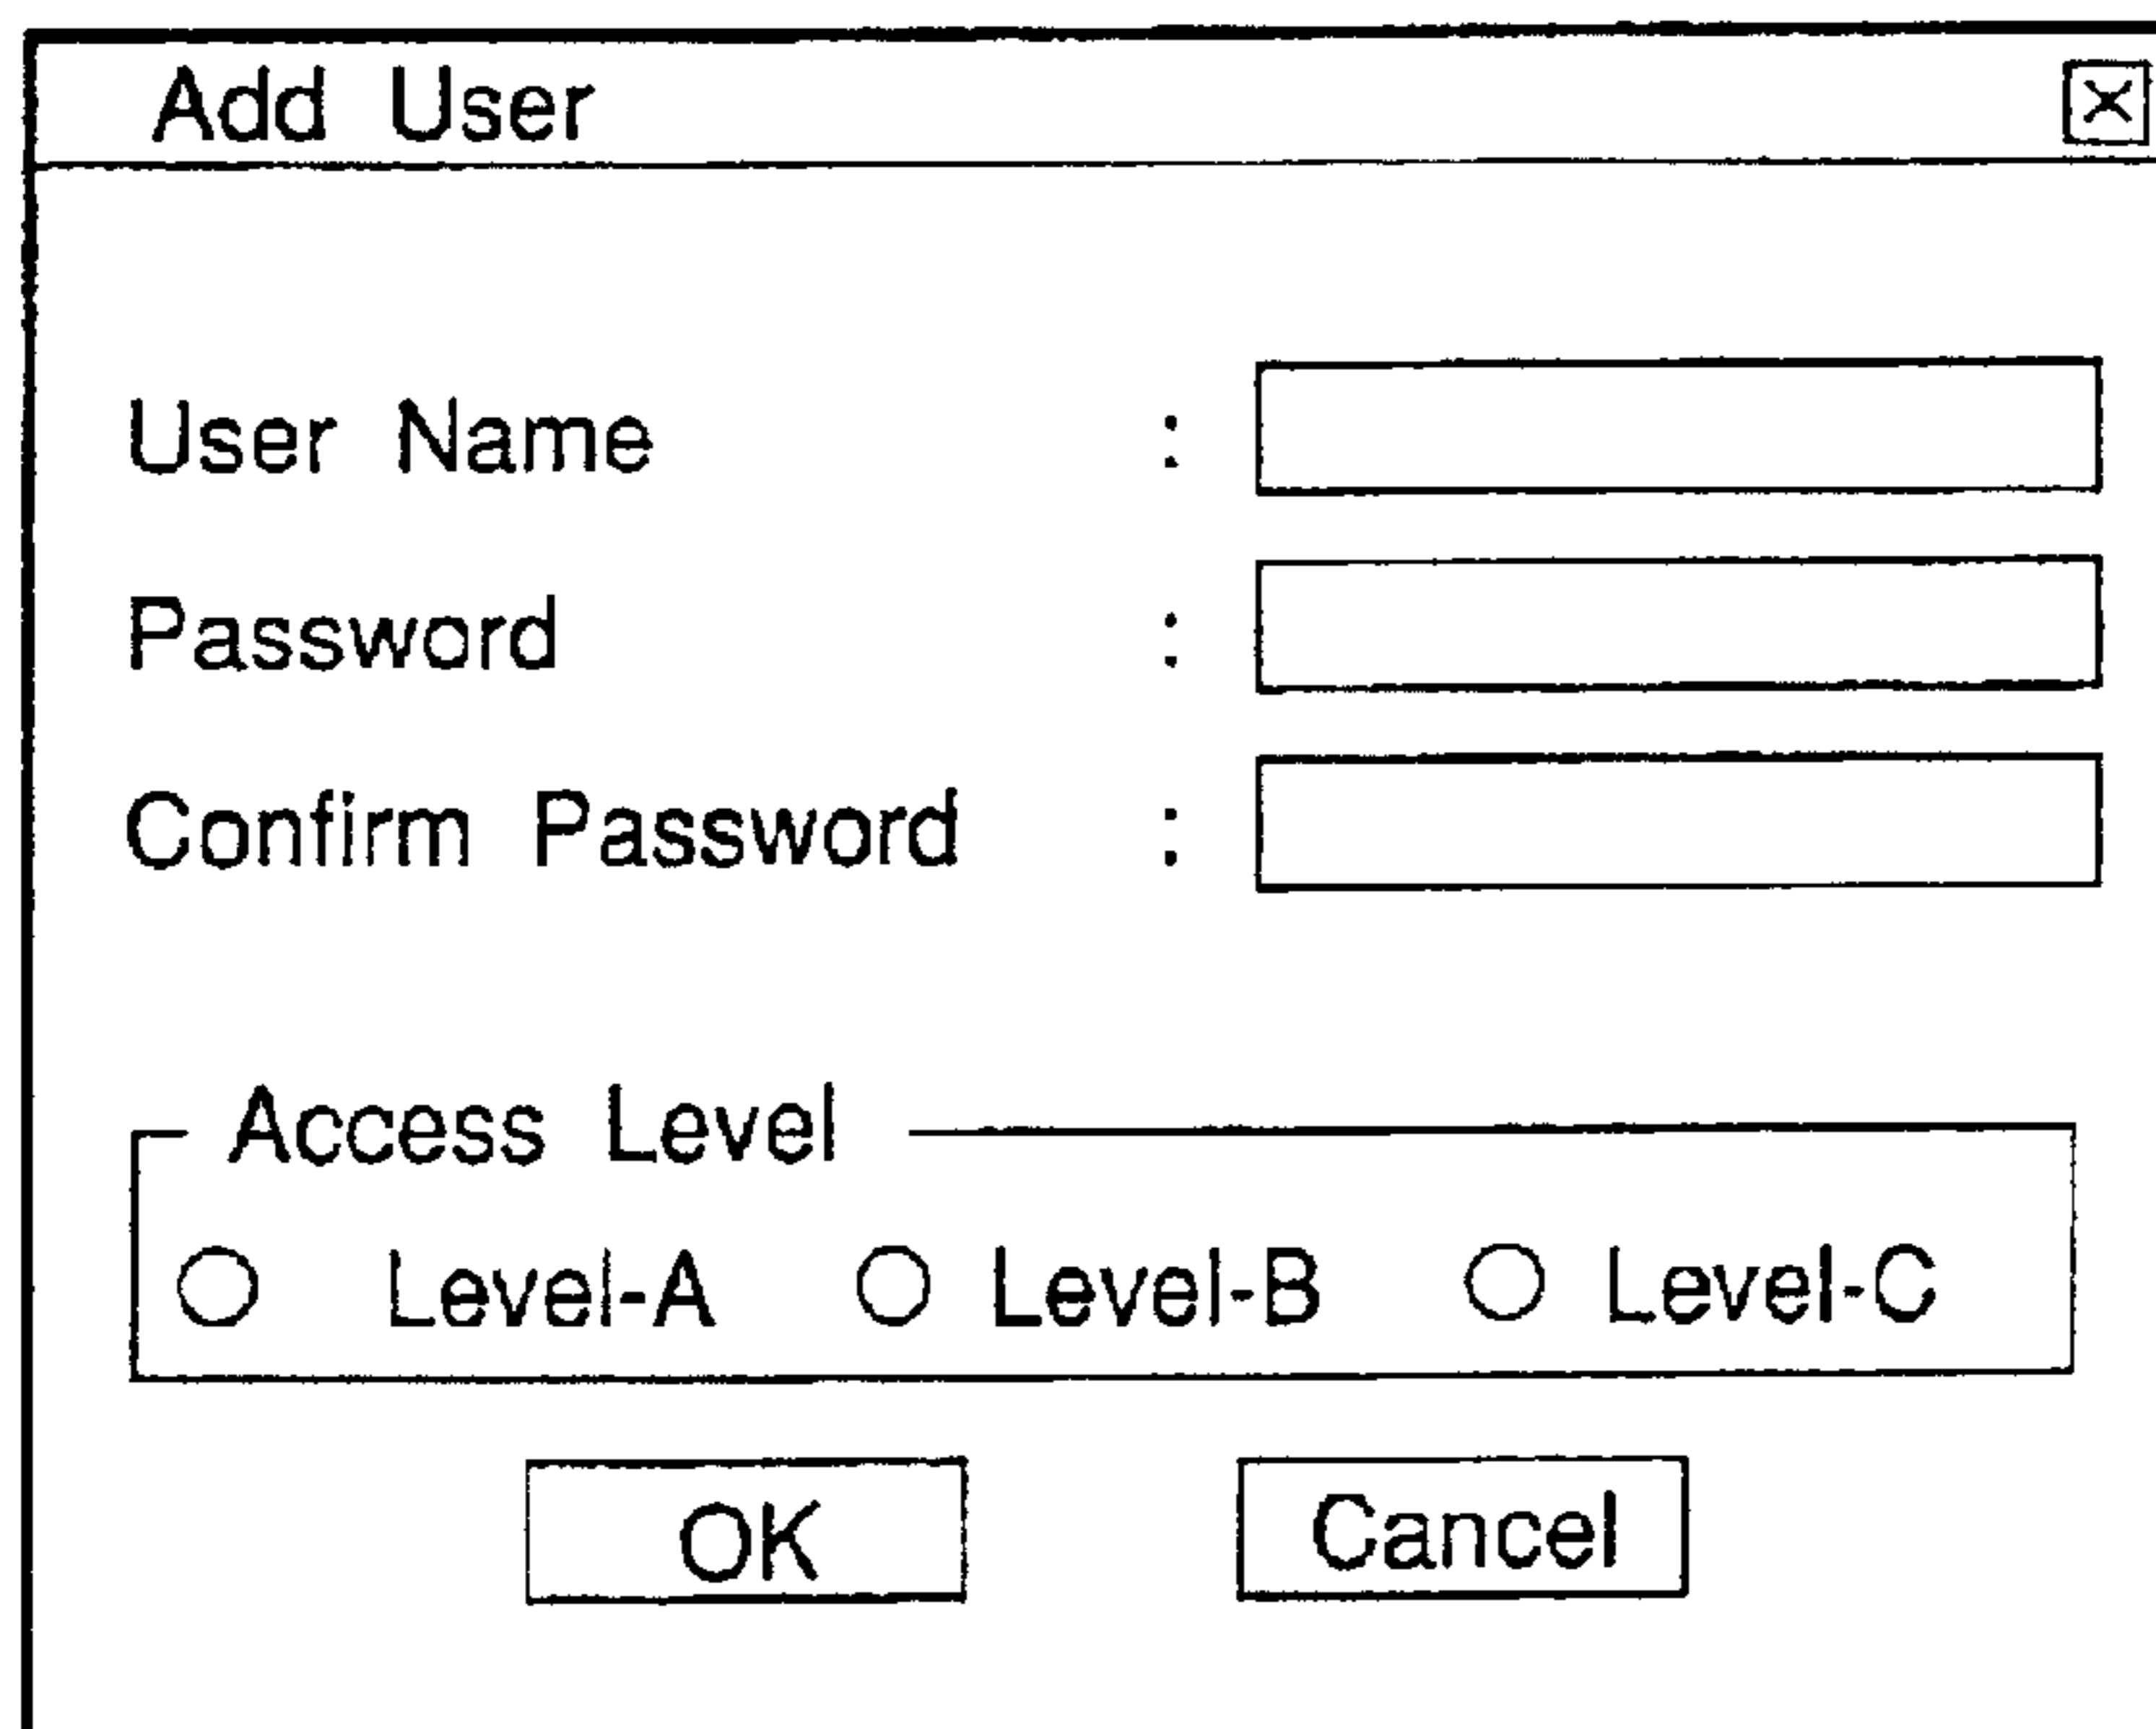 Add User
User Name :
Password :
Confirm Password :
Access Level
Level-A Level-B Level-C
OK Cancel